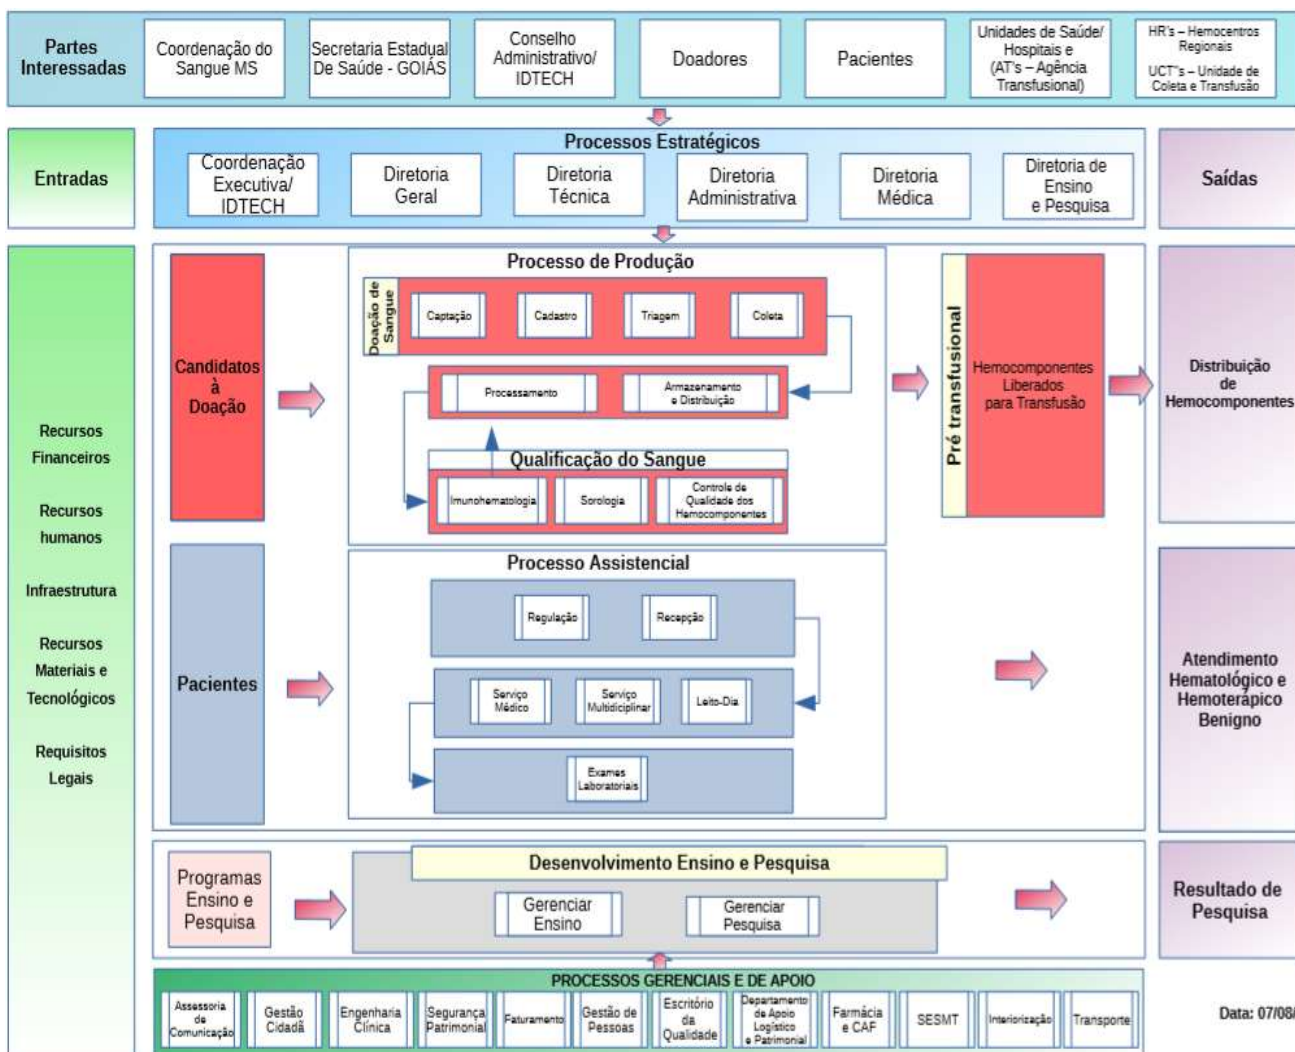 Partes
Interessadas
Coordenação do
Sangue MS
Secretaria Estadual
De Saúde - GOIÁS
Conselho
Administrativo/
IDTECH
Doadores
Pacientes
Unidades de Saúde/
Hospitais e
(AT's – Agência
Transfusional)
HR's – Hemocentros
Regionais
UCT"s – Unidade de
Coleta e Transfusão
Entradas
Processos Estratégicos
Coordenação
Executiva/
IDTECH
Diretoria
Geral
Diretoria
Técnica
Diretoria
Administrativa
Diretoria
Médica
Diretoria de
Ensino
e Pesquisa
Saídas
Recursos
Financeiros
Recursos
humanos
Infraestrutura
Recursos
Materiais e
Tecnológicos
Requisitos
Legais
Candidatos
à
Doação
Processo de Produção
Doação de
Sangue
Captação
Cadastro
Triagem
Coleta
Processamento
Armazenamento
e Distribuição
Qualificação do Sangue
Imunohematologia
Sorologia
Controle de
Qualidade dos
Hemocomponentes
Pré transfusional
Hemocomponentes
Liberados
para Transfusão
Distribuição
de
Hemocomponentes
Pacientes
Processo Assistencial
Regulação
Recepção
Serviço
Médico
Serviço
Multidiciplinar
Leito-Dia
Exames
Laboratoriais
Atendimento
Hematológico e
Hemoterápico
Benigno
Programas
Ensino e
Pesquisa
Desenvolvimento Ensino e Pesquisa
Gerenciar
Ensino
Gerenciar
Pesquisa
Resultado de
Pesquisa
PROCESSOS GERENCIAIS E DE APOIO
Assessoria
de
Comunicação
Gestão
Cidadã
Engenharia
Clínica
Segurança
Patrimonial
Faturamento
Gestão de
Pessoas
Escritório
da
Qualidade
Departamento
de Apoio
Logístico
e Patrimonial
Farmácia
e CAF
SESMT
Interiorização
Transporte
Data: 07/08/